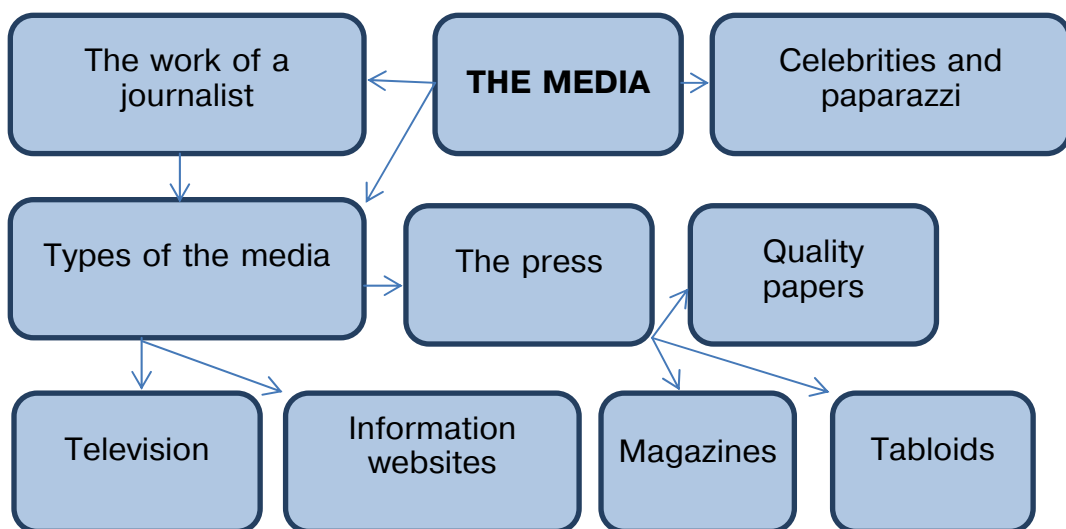 The work of a
journalist
THE MEDIA
Celebrities and
paparazzi
Types of the media
The press
Quality
papers
Television
Information
websites
Magazines
Tabloids